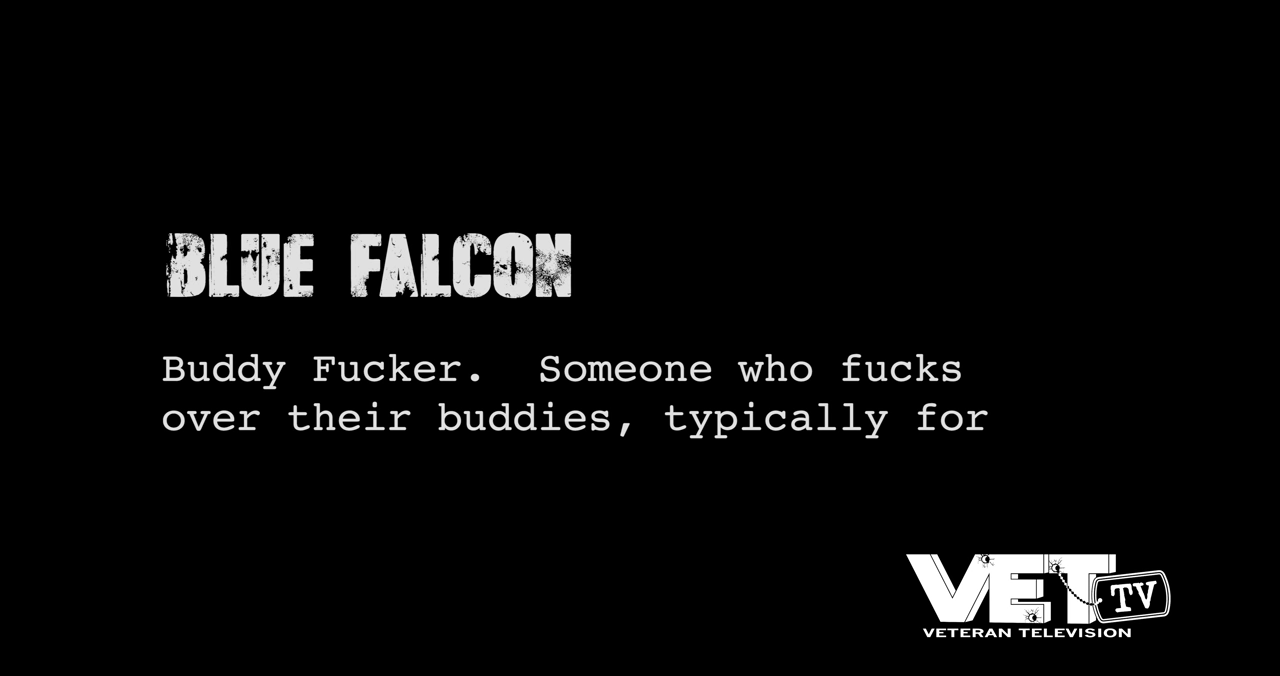 BLUE FALCON
Buddy Fucker.  Someone who fucks
over their buddies, typically for
VET TV
VETERAN TELEVISION